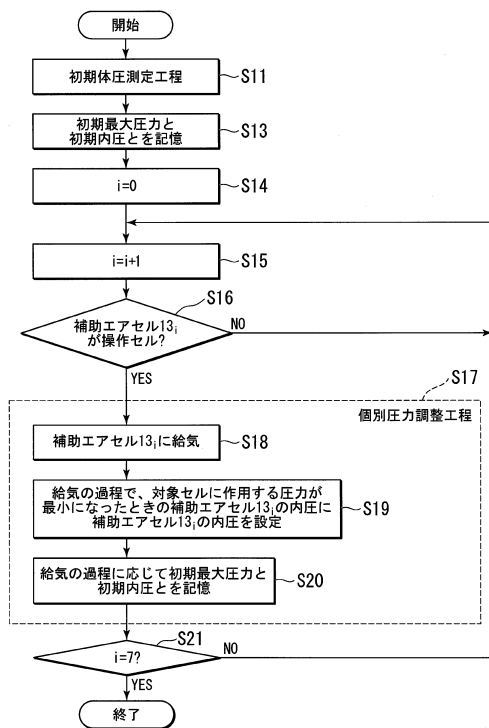 開始
初期体圧測定工程
S11
初期最大圧力と
初期内圧とを記憶
S13
i=0
S14
i=i+1
S15
S16
補助エアセル13i
が操作セル?
NO
YES
S17
個別圧力調整工程
補助エアセル13iに給気
S18
給気の過程で、対象セルに作用する圧力が
最小になったときの補助エアセル13iの内圧に
補助エアセル13iの内圧を設定
S19
給気の過程に応じて初期最大圧力と
初期内圧とを記憶
S20
S21
i=7?
NO
YES
終了